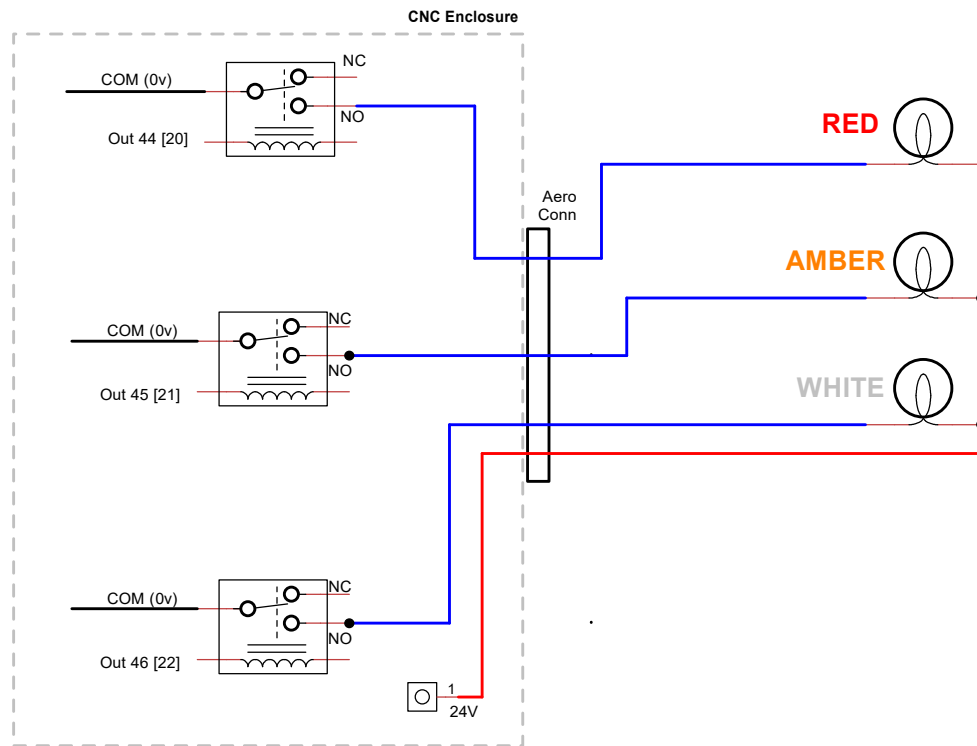 CNC Enclosure
NC
COM (0v)
NO
Out 44 [20]
RED
Aero
Conn
AMBER
NC
COM (0v)
NO
Out 45 [21]
WHITE
NC
COM (0v)
NO
Out 46 [22]
1
24V